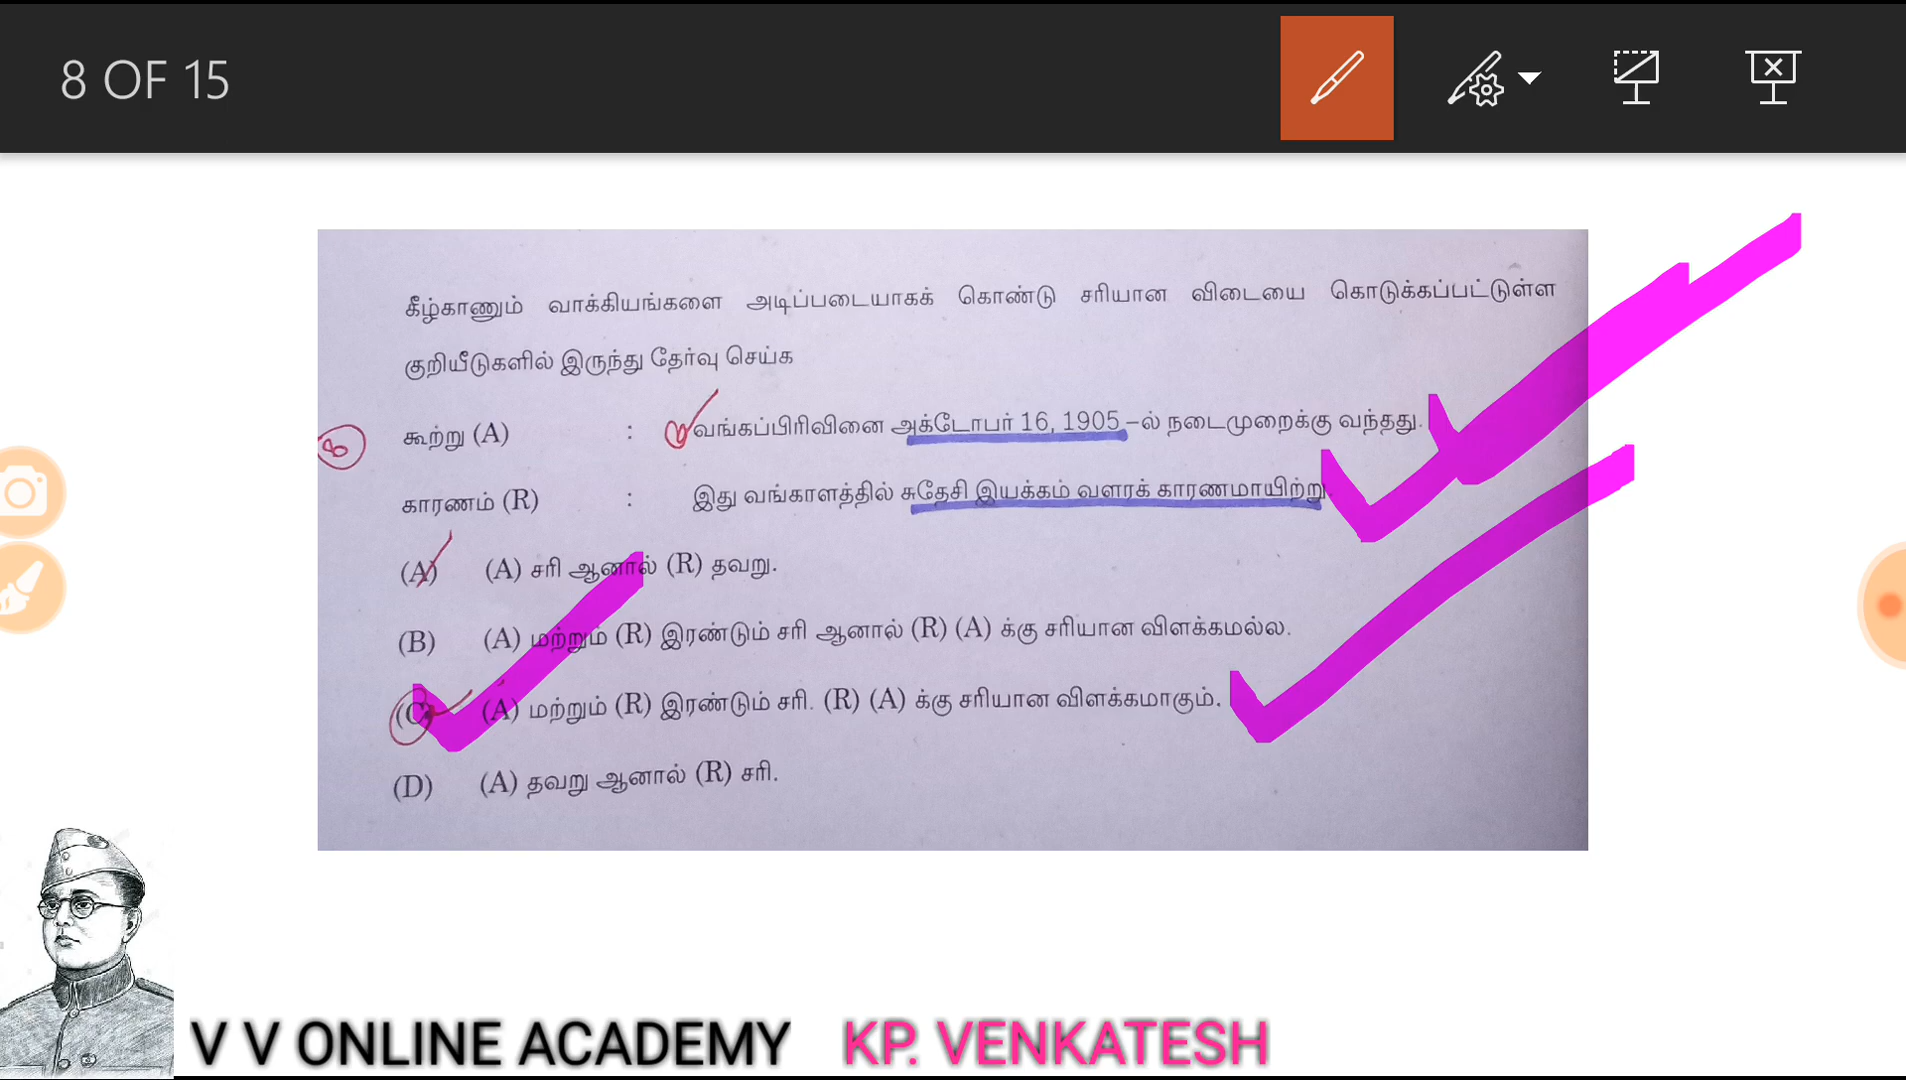 8 OF 15
கீழ்காணும் வாக்கியங்களை அடிப்படையாகக் கொண்டு சரியான விடையை கொடுக்கப்பட்டுள்ள
குறியீடுகளில் இருந்து தேர்வு செய்க
8 கூற்று (A) : வங்கப்பிரிவினை அக்டோபர் 16, 1905 –ல் நடைமுறைக்கு வந்தது.
காரணம் (R) : இது வங்காளத்தில் சுதேசி இயக்கம் வளரக் காரணமாயிற்று.
(A) (A) சரி ஆனால் (R) தவறு.
(B) (A) மற்றும் (R) இரண்டும் சரி ஆனால் (R) (A) க்கு சரியான விளக்கமல்ல.
(C) (A) மற்றும் (R) இரண்டும் சரி. (R) (A) க்கு சரியான விளக்கமாகும்.
(D) (A) தவறு ஆனால் (R) சரி.
V V ONLINE ACADEMY KP. VENKATESH